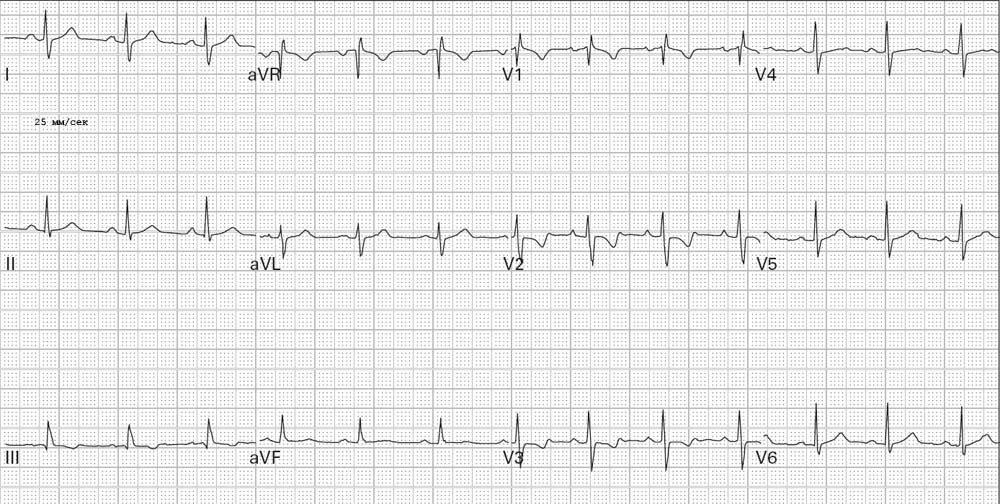 I aVR V1 V4
25 мм/сек
II aVL V2 V5
III aVF V3 V6